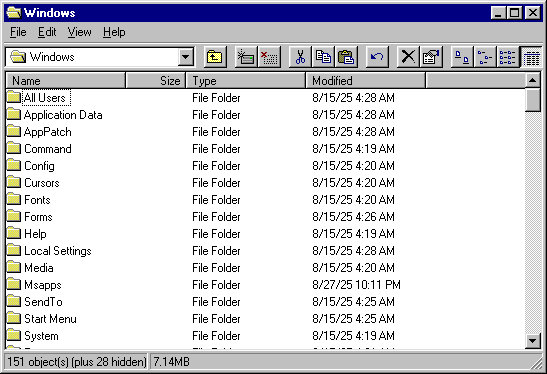 Windows
File Edit View Help
Windows
Name Size Type Modified
All Users File Folder 8/15/25 4:28 AM
Application Data File Folder 8/15/25 4:28 AM
AppPatch File Folder 8/15/25 4:28 AM
Command File Folder 8/15/25 4:19 AM
Config File Folder 8/15/25 4:20 AM
Cursors File Folder 8/15/25 4:20 AM
Fonts File Folder 8/15/25 4:20 AM
Forms File Folder 8/15/25 4:26 AM
Help File Folder 8/15/25 4:19 AM
Local Settings File Folder 8/15/25 4:28 AM
Media File Folder 8/15/25 4:20 AM
Msapps File Folder 8/27/25 10:11 PM
SendTo File Folder 8/15/25 4:25 AM
Start Menu File Folder 8/15/25 4:25 AM
System File Folder 8/15/25 4:19 AM
151 object(s) (plus 28 hidden) 7.14MB